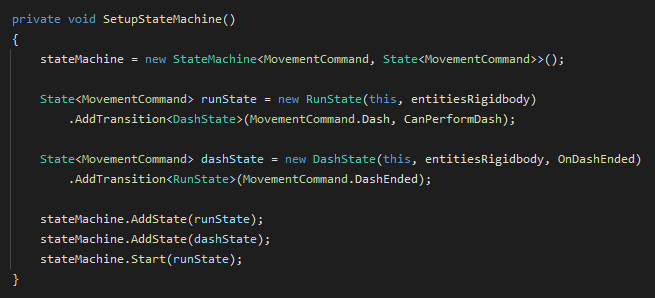 private void SetupStateMachine()
{
    stateMachine = new StateMachine<MovementCommand, State<MovementCommand>>();

    State<MovementCommand> runState = new RunState(this, entitiesRigidbody)
        .AddTransition<DashState>(MovementCommand.Dash, CanPerformDash);

    State<MovementCommand> dashState = new DashState(this, entitiesRigidbody, OnDashEnded)
        .AddTransition<RunState>(MovementCommand.DashEnded);

    stateMachine.AddState(runState);
    stateMachine.AddState(dashState);
    stateMachine.Start(runState);
}